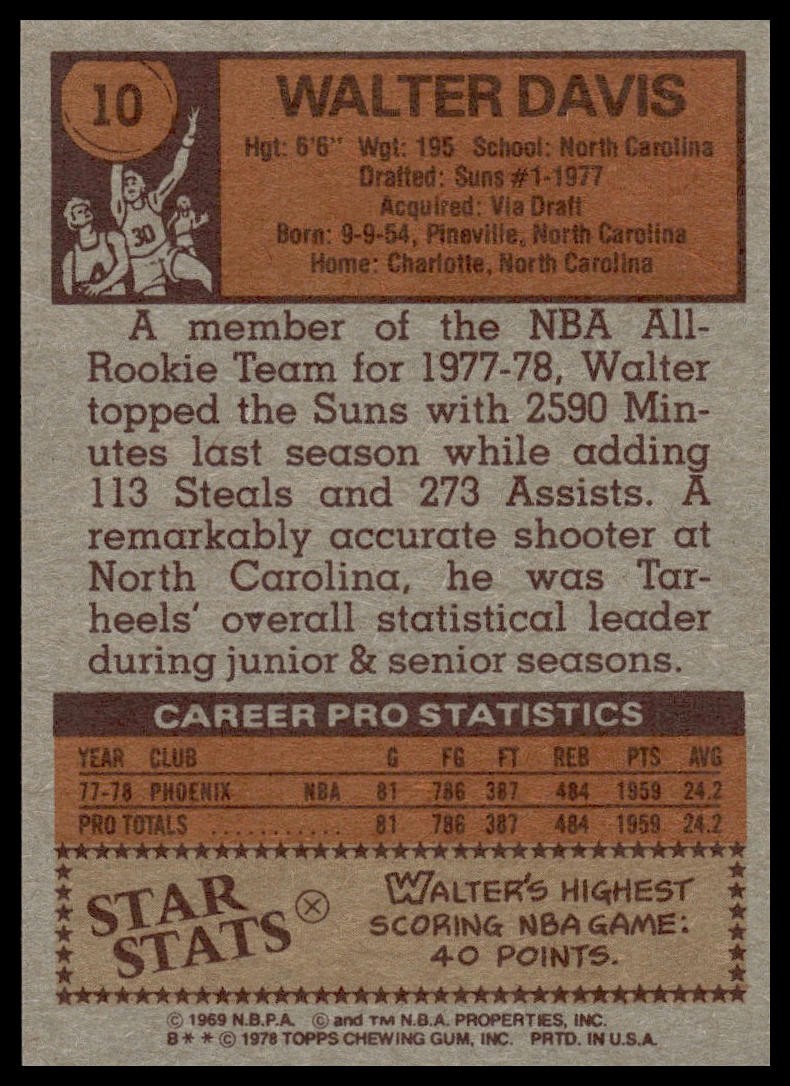 10
WALTER DAVIS
Hgt: 6'6" Wgt: 195 School: North Carolina
Drafted: Suns #1-1977
Acquired: Via Draft
Born: 9-9-54, Pineville, North Carolina
Home: Charlotte, North Carolina
30
A member of the NBA All-
Rookie Team for 1977-78, Walter
topped the Suns with 2590 Min-
utes last season while adding
113 Steals and 273 Assists. A
remarkably accurate shooter at
North Carolina, he was Tar-
heels' overall statistical leader
during junior & senior seasons.
CAREER PRO STATISTICS
YEAR CLUB G FG FT REB PTS AVG
77-78 PHOENIX NBA 81 786 387 484 1959 24.2
PRO TOTALS ........... 81 786 387 484 1959 24.2
STAR
STATS
WALTER'S HIGHEST
SCORING NBA GAME:
40 POINTS.
© 1969 N.B.P.A. © and TM N.B.A. PROPERTIES, INC.
B * * © 1978 TOPPS CHEWING GUM, INC. PRTD. IN U.S.A.